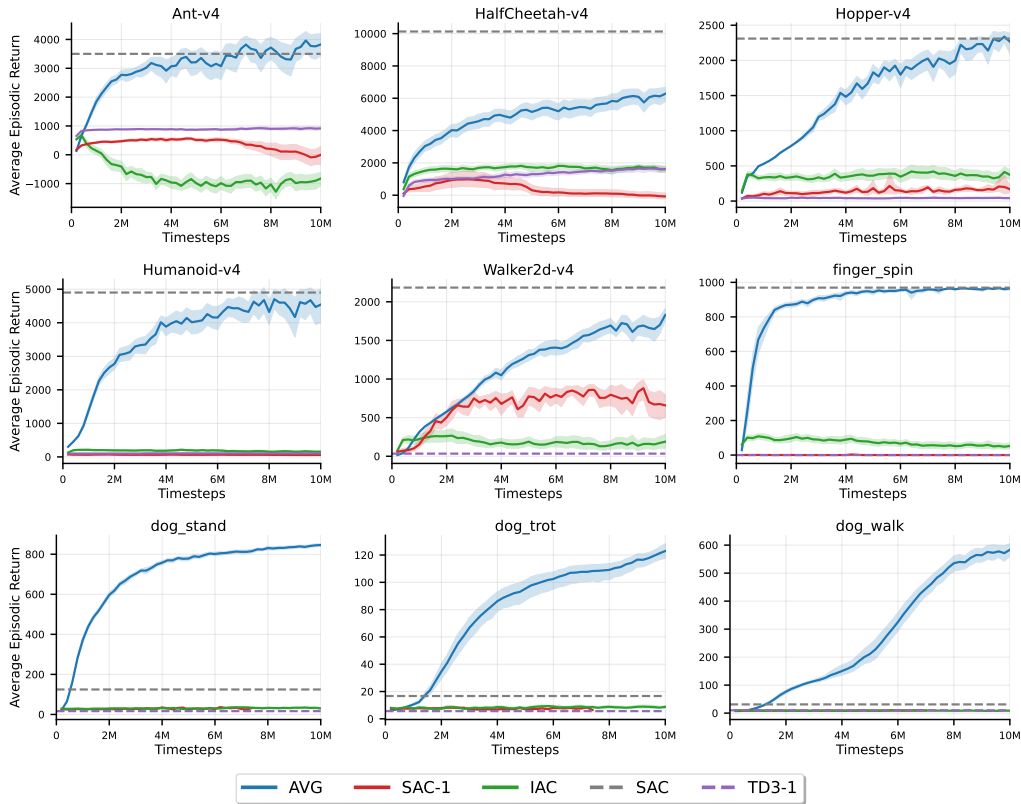 Ant-v4
HalfCheetah-v4
Hopper-v4
Average Episodic Return
4000
3000
2000
1000
0
−1000
0
2M
4M
6M
8M
10M
Timesteps
10000
8000
6000
4000
2000
0
0
2M
4M
6M
8M
10M
Timesteps
2500
2000
1500
1000
500
0
0
2M
4M
6M
8M
10M
Timesteps
Humanoid-v4
Walker2d-v4
finger_spin
Average Episodic Return
5000
4000
3000
2000
1000
0
0
2M
4M
6M
8M
10M
Timesteps
2000
1500
1000
500
0
0
2M
4M
6M
8M
10M
Timesteps
1000
800
600
400
200
0
0
2M
4M
6M
8M
10M
Timesteps
dog_stand
dog_trot
dog_walk
Average Episodic Return
800
600
400
200
0
0
2M
4M
6M
8M
10M
Timesteps
120
100
80
60
40
20
0
0
2M
4M
6M
8M
10M
Timesteps
600
500
400
300
200
100
0
0
2M
4M
6M
8M
10M
Timesteps
AVG SAC-1 IAC SAC TD3-1